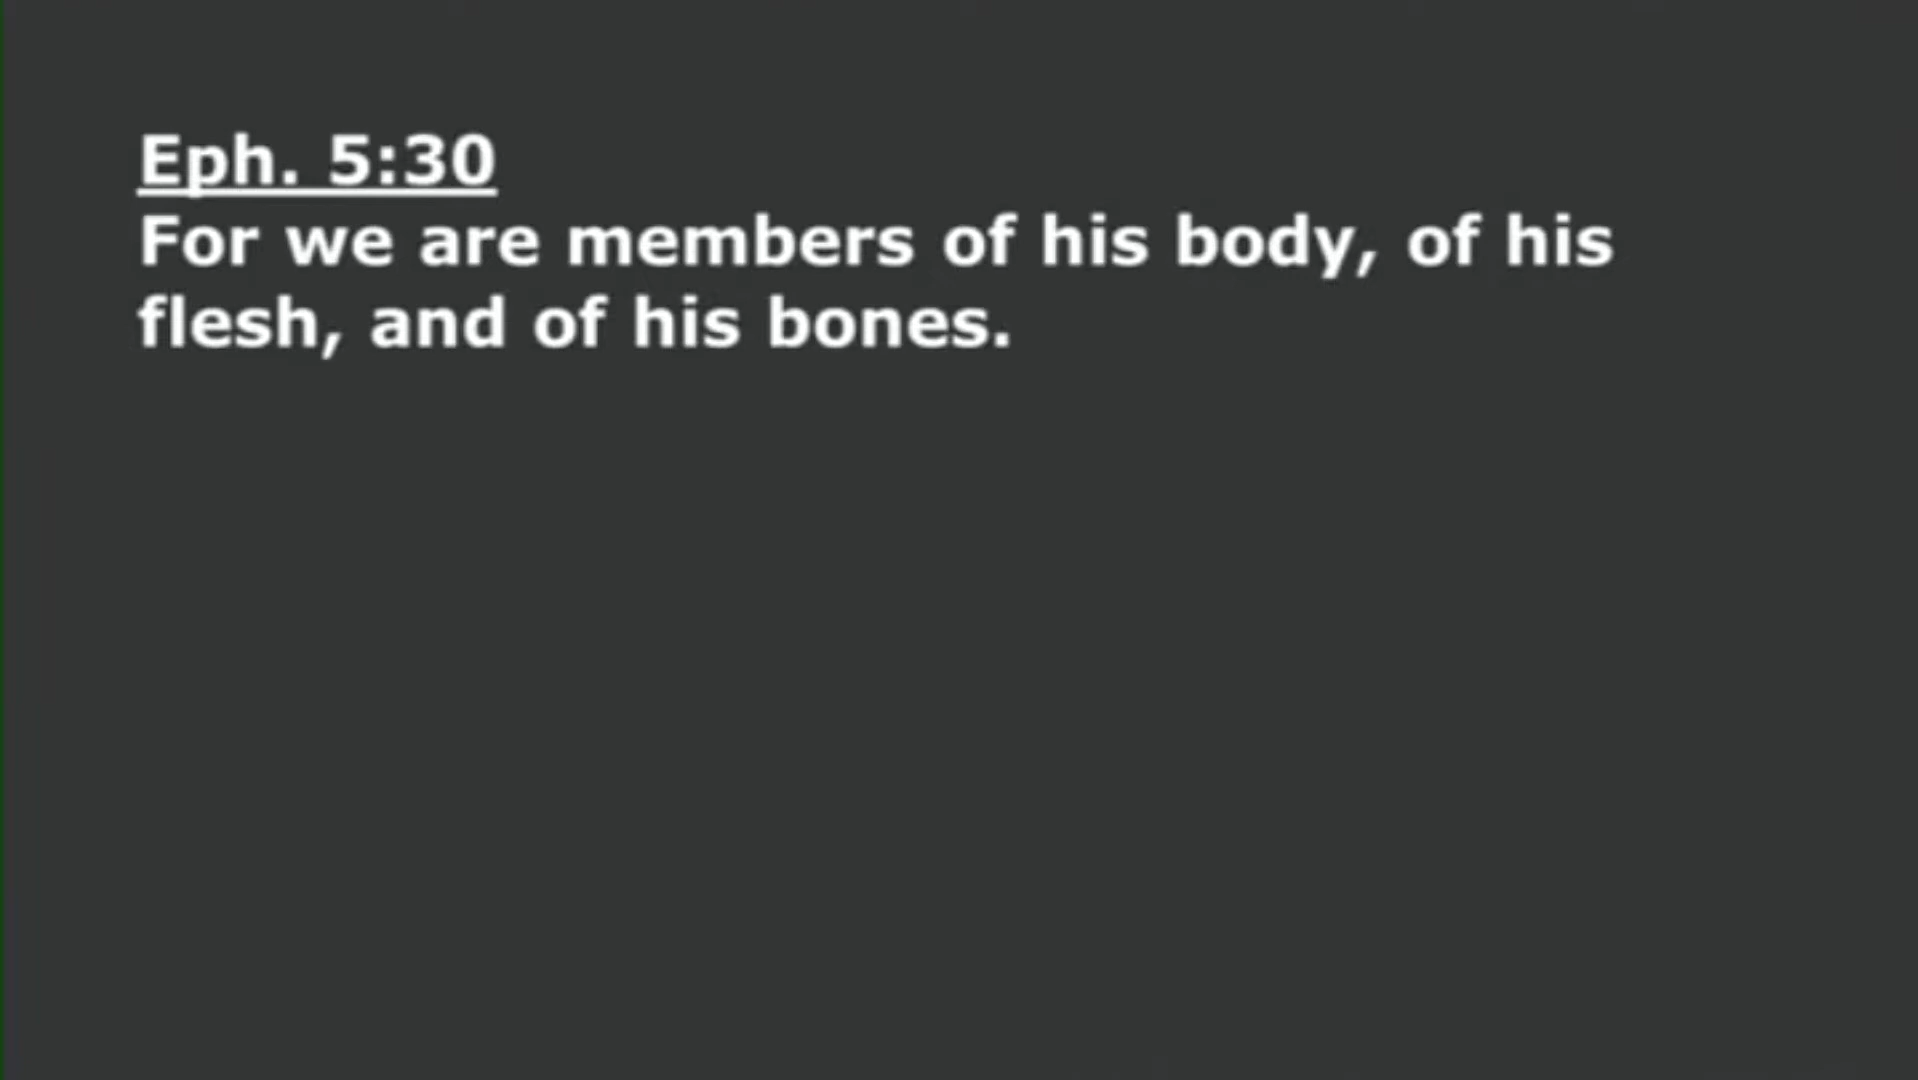 Eph. 5:30
For we are members of his body, of his
flesh, and of his bones.